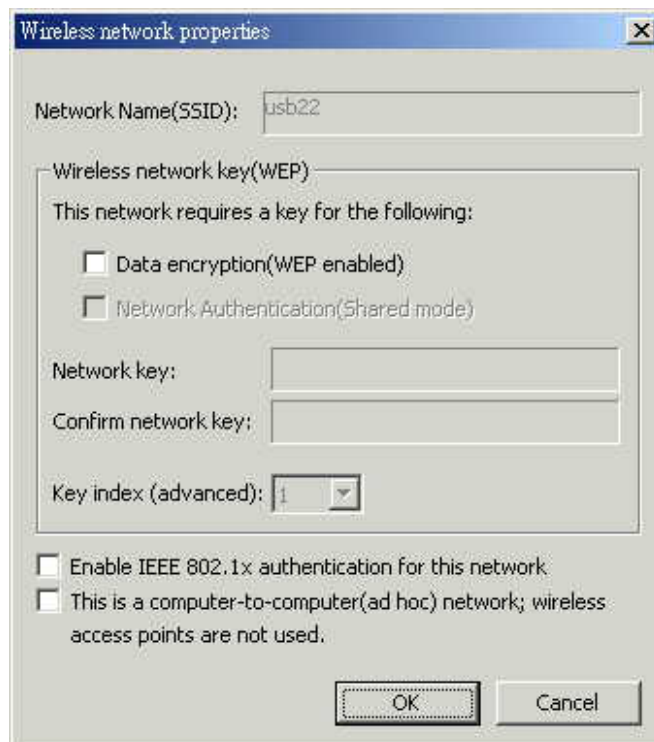 Wireless network properties
Network Name(SSID): usb22
Wireless network key(WEP)
This network requires a key for the following:
Data encryption(WEP enabled)
Network Authentication(Shared mode)
Network key:
Confirm network key:
Key index (advanced): 1
Enable IEEE 802.1x authentication for this network
This is a computer-to-computer(ad hoc) network; wireless
access points are not used.
OK Cancel